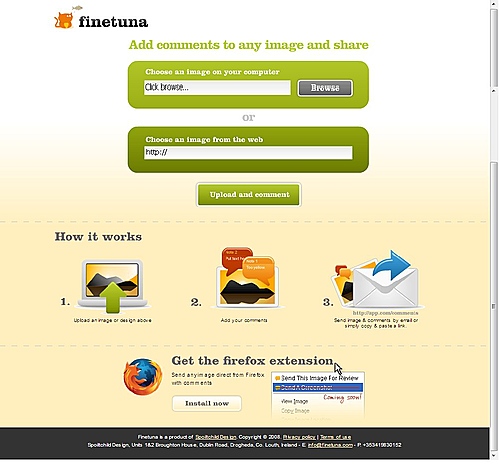 finetuna
Add comments to any image and share
Choose an image on your computer
Click browse...
Browse
or
Choose an image from the web
http://
Upload and comment
How it works
1.
2.
3.
Upload an image or design above
Add your comments
http://app.com/comments
Send image & comments by email or
simply copy & paste a link.
Get the firefox extension
Send any image direct from Firefox
with comments
Install now
Send This Image For Review
Send A Screenshot
Coming soon!
View Image
Copy Image
Finetuna is a product of Spoiltchild Design. Copyright © 2008. Privacy policy | Terms of use
Spoiltchild Design, Units 1&2 Broughton House, Dublin Road, Drogheda, Co. Louth, Ireland - E. info@finetuna.com - P. +353419830152